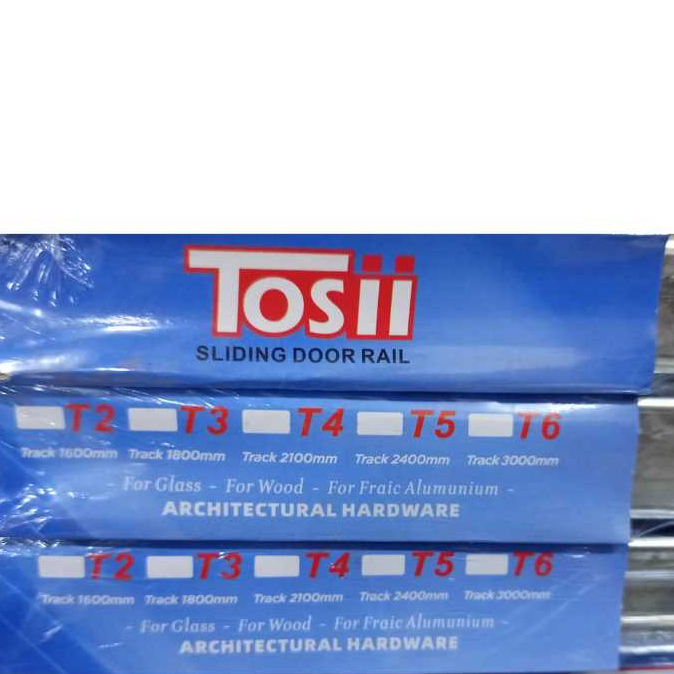 Tosii
SLIDING DOOR RAIL
T2 T3 T4 T5 T6
Track 1600mm Track 1800mm Track 2100mm Track 2400mm Track 3000mm
- For Glass - For Wood - For Fraic Alumunium -
ARCHITECTURAL HARDWARE
T2 T3 T4 T5 T6
Track 1600mm Track 1800mm Track 2100mm Track 2400mm Track 3000mm
- For Glass - For Wood - For Fraic Alumunium -
ARCHITECTURAL HARDWARE